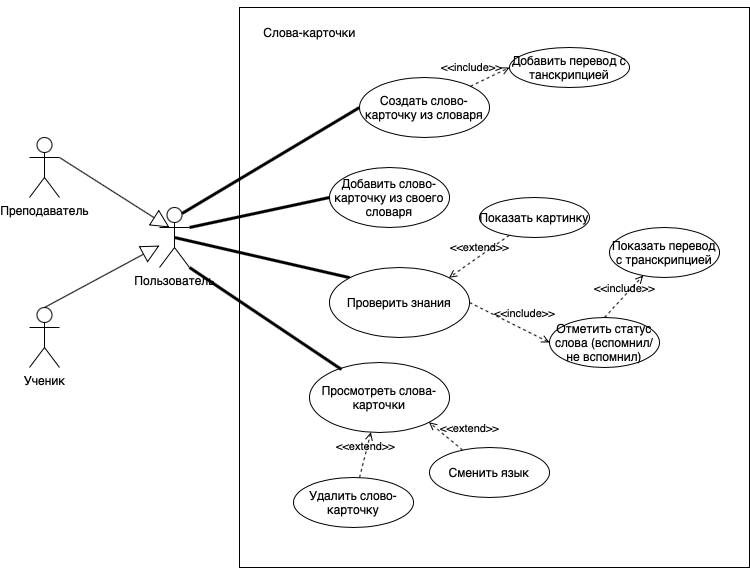 Слова-карточки
<<include>>
Добавить перевод с
танскрипцией
Создать слово-
карточку из словаря
Преподаватель
Добавить слово-
карточку из своего
словаря
Показать картинку
<<extend>>
Показать перевод
с транскрипцией
Пользователь
<<include>>
Проверить знания
<<include>>
Отметить статус
слова (вспомнил/
не вспомнил)
Ученик
Просмотреть слова-
карточки
<<extend>>
<<extend>>
Сменить язык
Удалить слово-
карточку